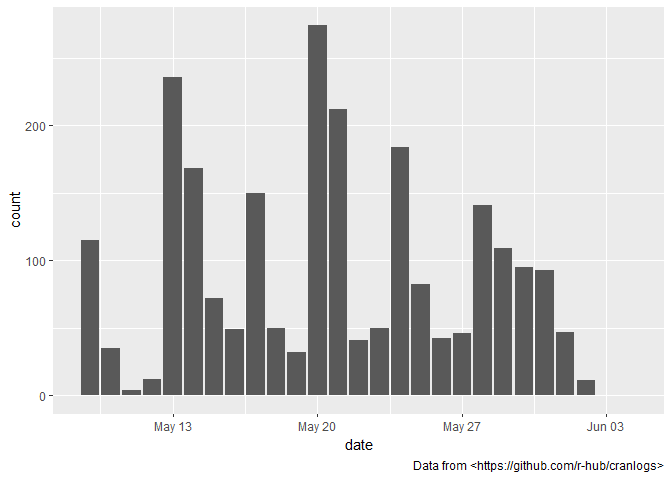 count
200
100
0
May 13 May 20 May 27 Jun 03
date
Data from <https://github.com/r-hub/cranlogs>